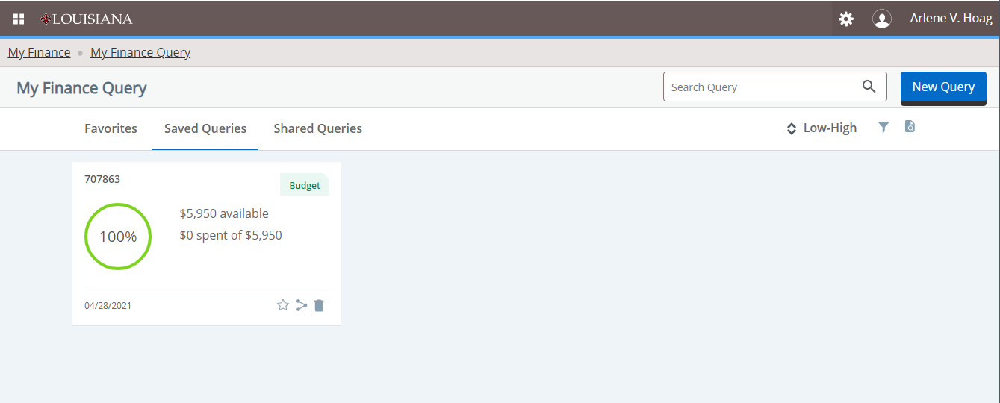 LOUISIANA
Arlene V. Hoag
My Finance • My Finance Query
My Finance Query
Search Query
New Query
Favorites Saved Queries Shared Queries
Low-High
707863
Budget
100%
$5,950 available
$0 spent of $5,950
04/28/2021